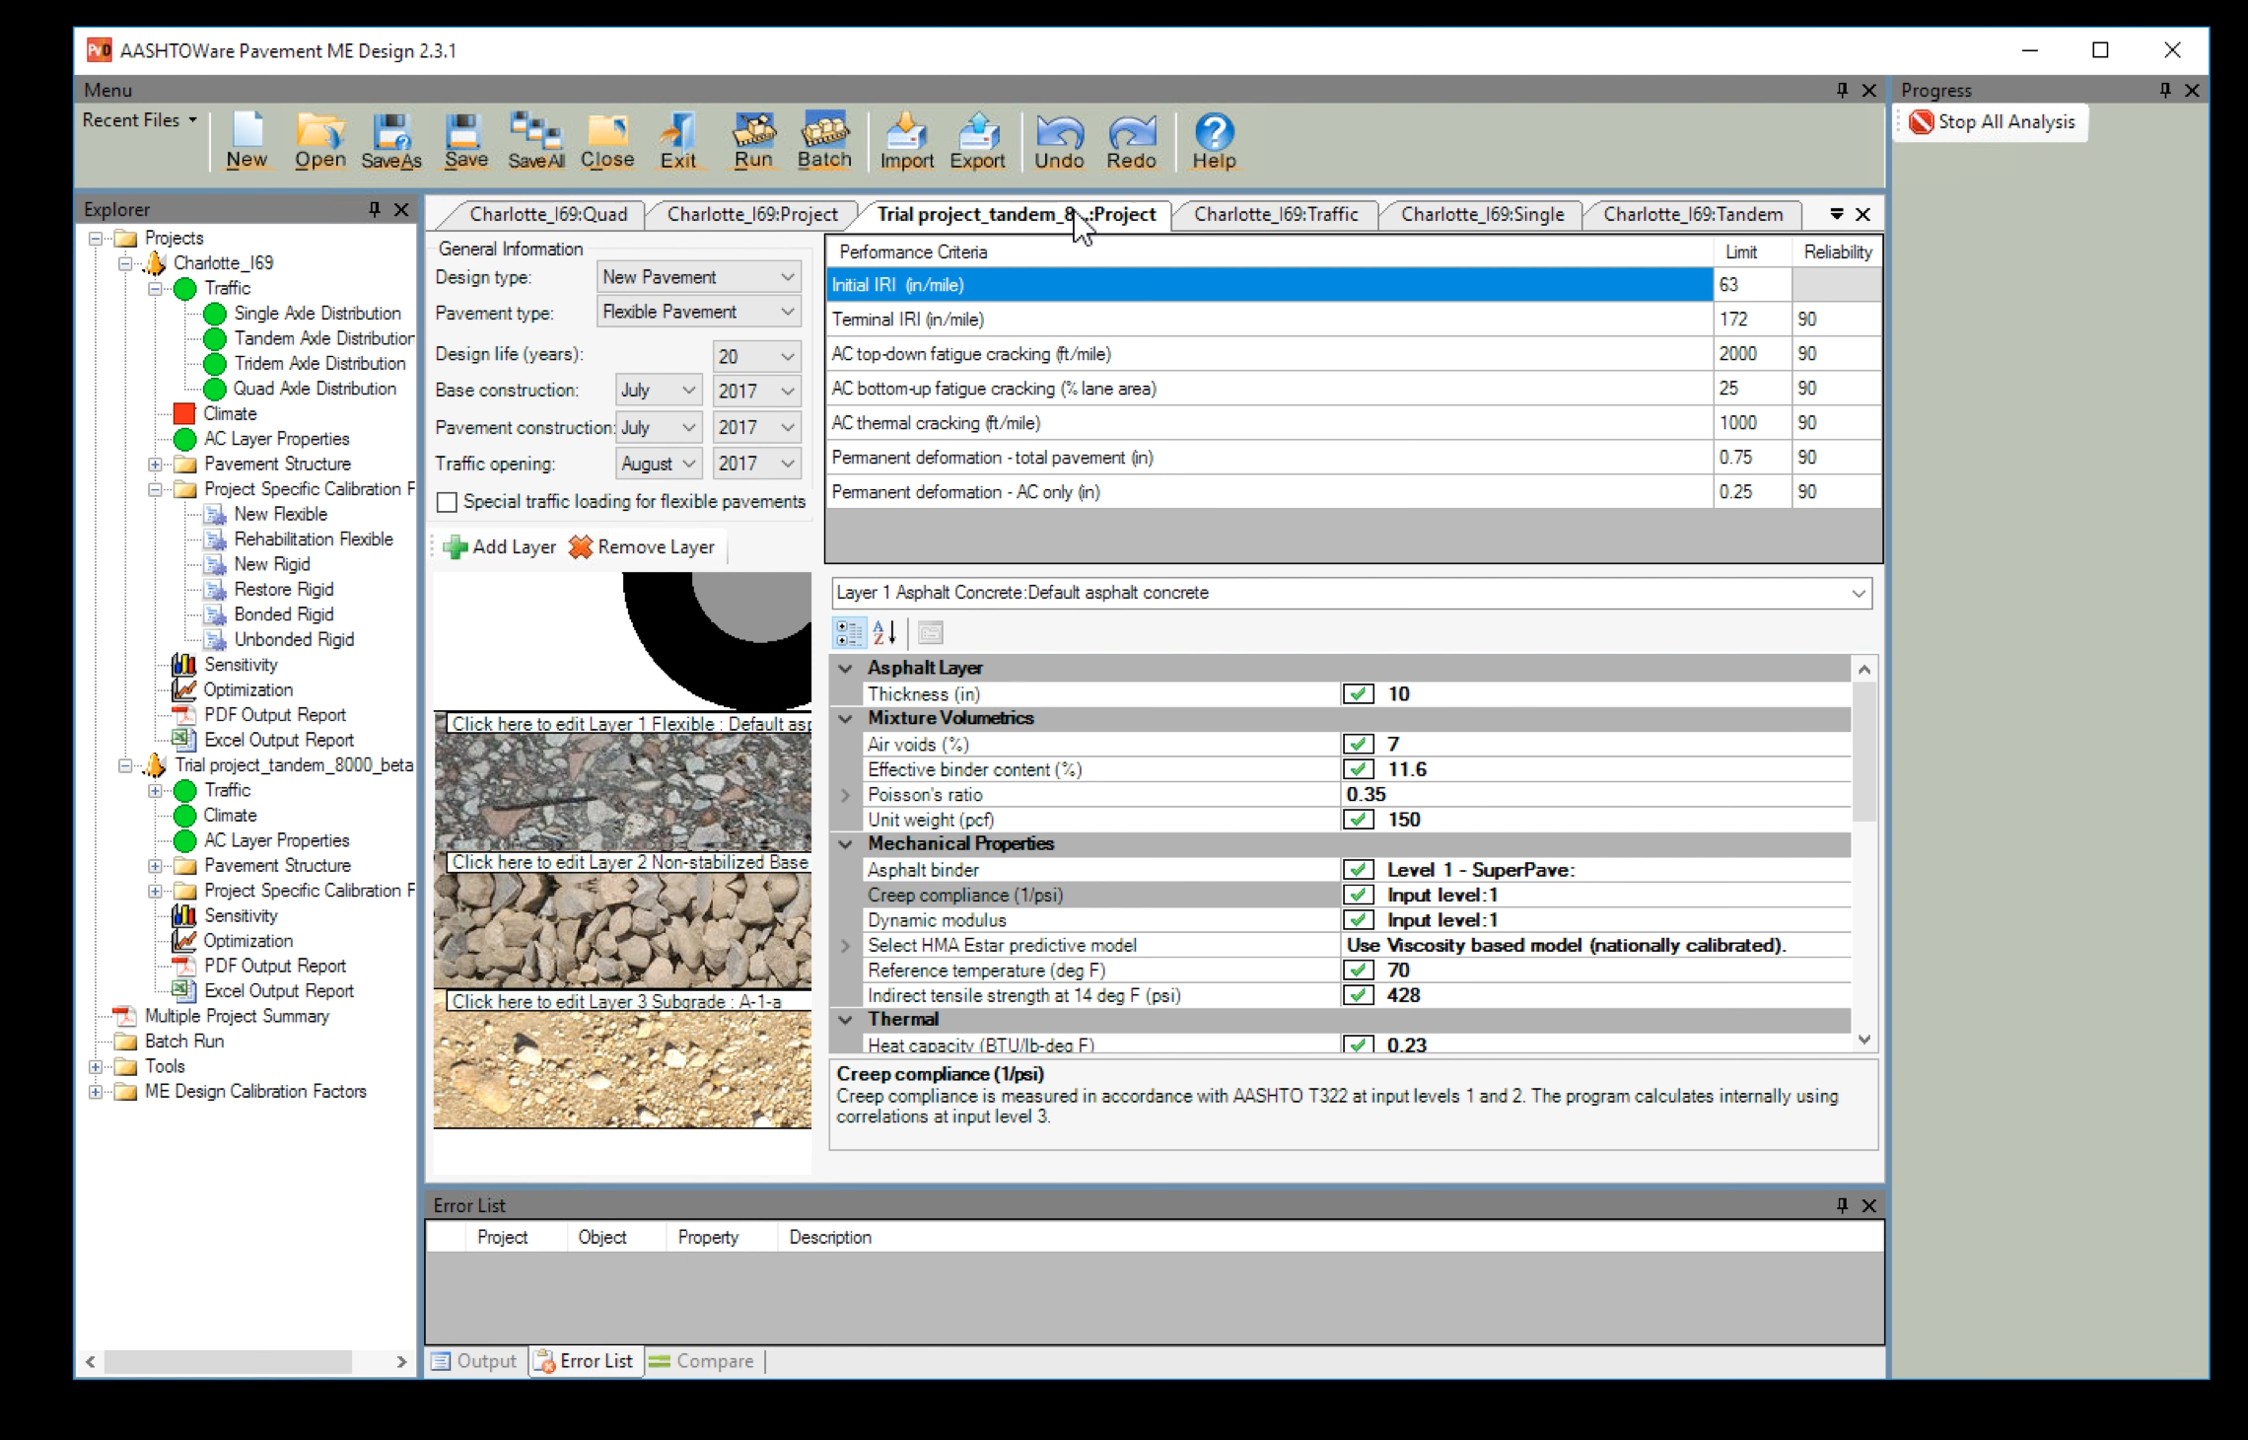 AASHTOWare Pavement ME Design 2.3.1
Menu
Recent Files
New
Open
SaveAs
Save
SaveAll
Close
Exit
Run
Batch
Import
Export
Undo
Redo
Help
Progress
Stop All Analysis
Explorer
Projects
Charlotte_I69
Traffic
Single Axle Distribution
Tandem Axle Distribution
Tridem Axle Distribution
Quad Axle Distribution
Climate
AC Layer Properties
Pavement Structure
Project Specific Calibration F
New Flexible
Rehabilitation Flexible
New Rigid
Restore Rigid
Bonded Rigid
Unbonded Rigid
Sensitivity
Optimization
PDF Output Report
Excel Output Report
Trial project_tandem_8000_beta
Traffic
Climate
AC Layer Properties
Pavement Structure
Project Specific Calibration F
Sensitivity
Optimization
PDF Output Report
Excel Output Report
Multiple Project Summary
Batch Run
Tools
ME Design Calibration Factors
Charlotte_I69:Quad
Charlotte_I69:Project
Trial project_tandem_8...:Project
Charlotte_I69:Traffic
Charlotte_I69:Single
Charlotte_I69:Tandem
General Information
Design type: New Pavement
Pavement type: Flexible Pavement
Design life (years): 20
Base construction: July 2017
Pavement construction: July 2017
Traffic opening: August 2017
Special traffic loading for flexible pavements
Add Layer Remove Layer
Click here to edit Layer 1 Flexible : Default asp
Click here to edit Layer 2 Non-stabilized Base
Click here to edit Layer 3 Subgrade : A-1-a
Performance Criteria Limit Reliability
Initial IRI (in/mile) 63
Terminal IRI (in/mile) 172 90
AC top-down fatigue cracking (ft/mile) 2000 90
AC bottom-up fatigue cracking (% lane area) 25 90
AC thermal cracking (ft/mile) 1000 90
Permanent deformation - total pavement (in) 0.75 90
Permanent deformation - AC only (in) 0.25 90
Layer 1 Asphalt Concrete:Default asphalt concrete
Asphalt Layer
Thickness (in) 10
Mixture Volumetrics
Air voids (%) 7
Effective binder content (%) 11.6
Poisson's ratio 0.35
Unit weight (pcf) 150
Mechanical Properties
Asphalt binder Level 1 - SuperPave:
Creep compliance (1/psi) Input level:1
Dynamic modulus Input level:1
Select HMA Estar predictive model Use Viscosity based model (nationally calibrated).
Reference temperature (deg F) 70
Indirect tensile strength at 14 deg F (psi) 428
Thermal
Heat capacity (BTU/lb-deg F) 0.23
Creep compliance (1/psi)
Creep compliance is measured in accordance with AASHTO T322 at input levels 1 and 2. The program calculates internally using
correlations at input level 3.
Error List
Project Object Property Description
Output Error List Compare